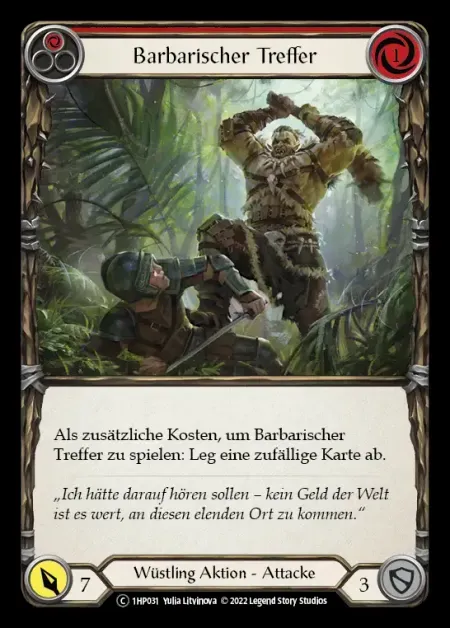 Barbarischer Treffer
1
Als zusätzliche Kosten, um Barbarischer
Treffer zu spielen: Leg eine zufällige Karte ab.
„Ich hätte darauf hören sollen – kein Geld der Welt
ist es wert, an diesen elenden Ort zu kommen.“
7
Wüstling Aktion - Attacke
3
C 1HP031 Yulia Litvinova © 2022 Legend Story Studios